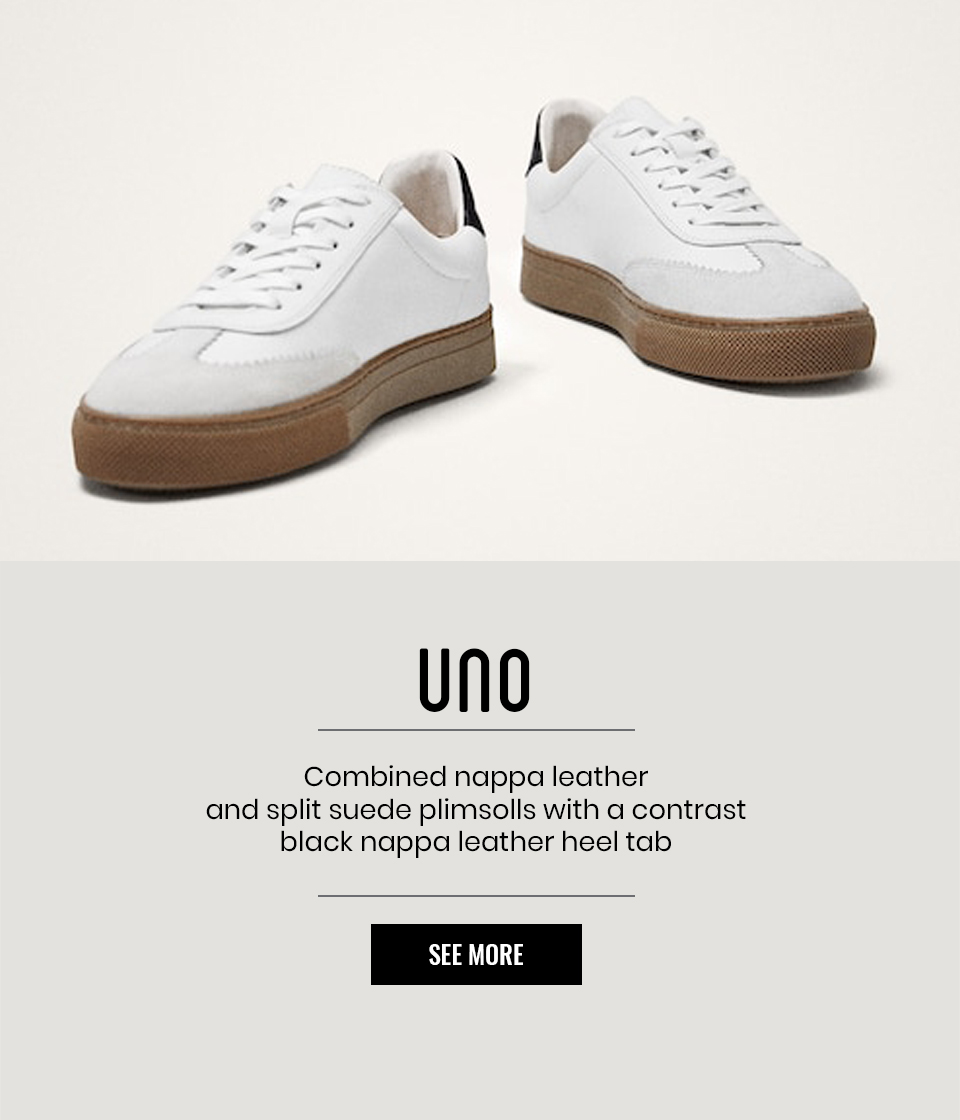 UNO
Combined nappa leather
and split suede plimsolls with a contrast
black nappa leather heel tab
SEE MORE